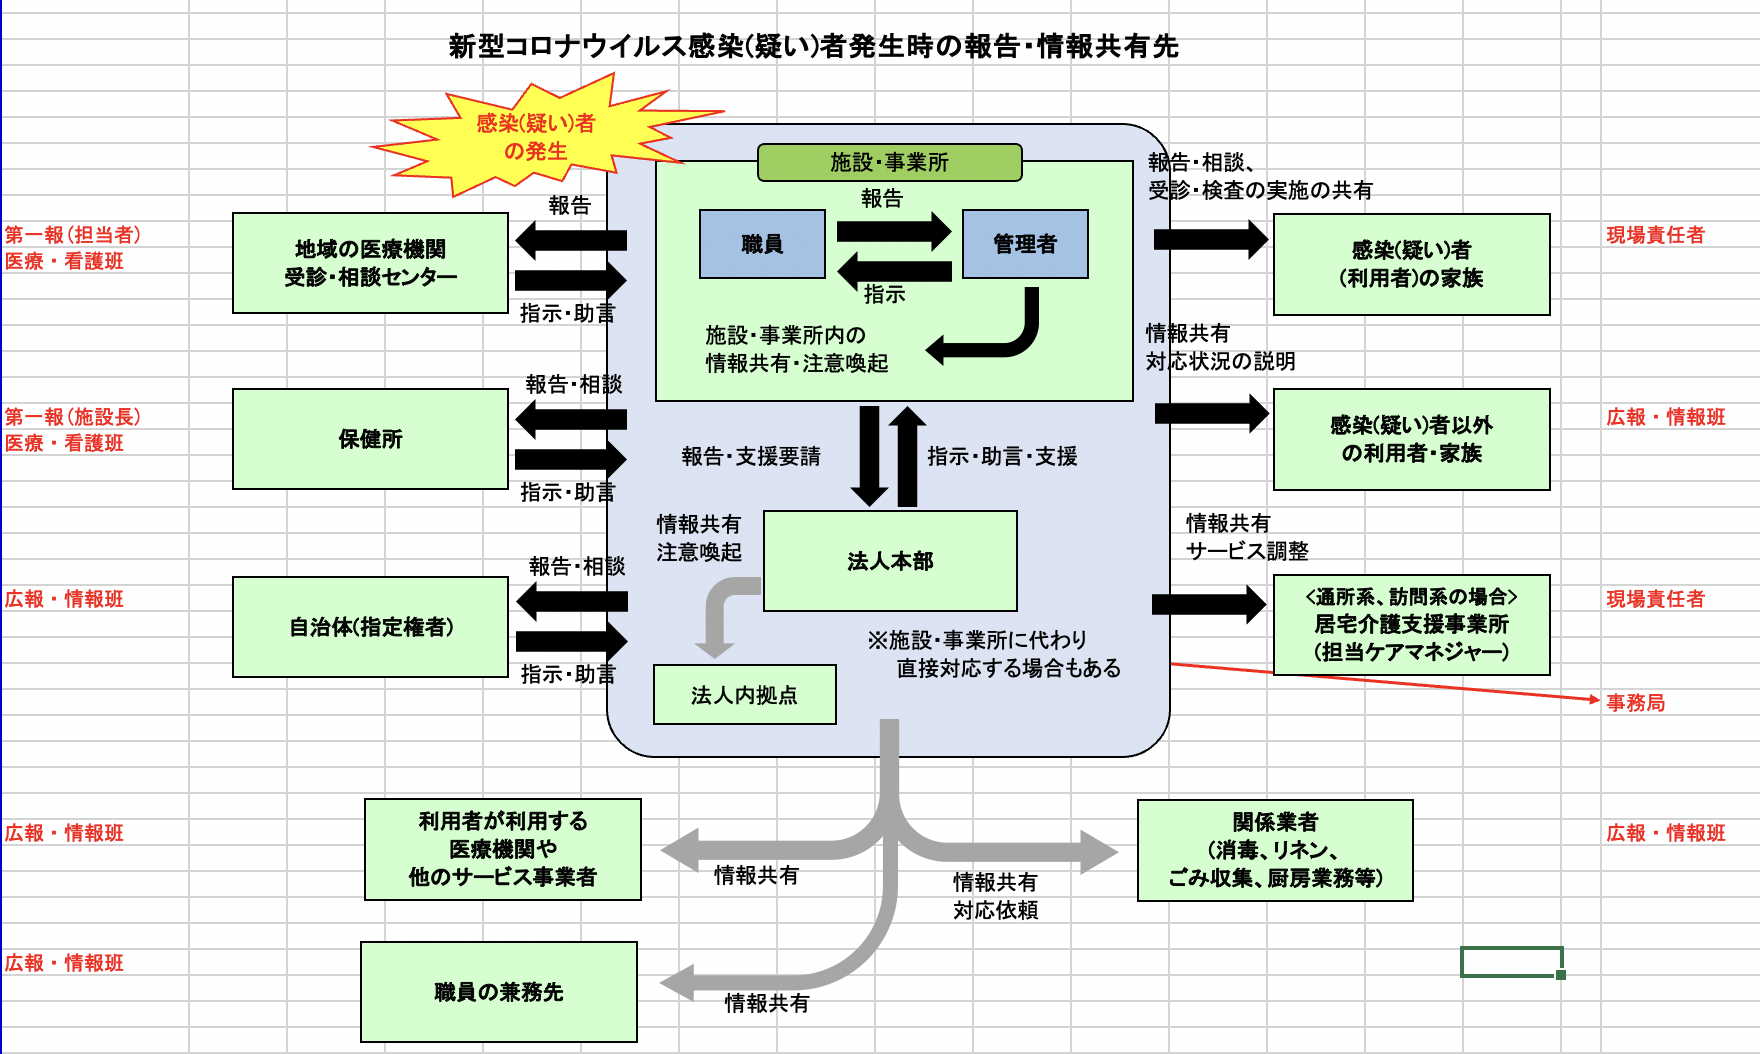 新型コロナウイルス感染(疑い)者発生時の報告・情報共有先
感染(疑い)者
の発生
施設・事業所
報告
職員
管理者
指示
施設・事業所内の
情報共有・注意喚起
報告
第一報(担当者)
医療・看護班
地域の医療機関
受診・相談センター
指示・助言
報告・相談、
受診・検査の実施の共有
感染(疑い)者
(利用者)の家族
現場責任者
報告・相談
第一報(施設長)
医療・看護班
保健所
指示・助言
情報共有
対応状況の説明
感染(疑い)者以外
の利用者・家族
広報・情報班
報告・支援要請
指示・助言・支援
報告・相談
広報・情報班
自治体(指定権者)
指示・助言
情報共有
注意喚起
法人本部
※施設・事業所に代わり
直接対応する場合もある
法人内拠点
情報共有
サービス調整
<通所系、訪問系の場合>
居宅介護支援事業所
(担当ケアマネジャー)
現場責任者
事務局
広報・情報班
利用者が利用する
医療機関や
他のサービス事業者
情報共有
情報共有
対応依頼
関係業者
(消毒、リネン、
ごみ収集、厨房業務等)
広報・情報班
広報・情報班
職員の兼務先
情報共有